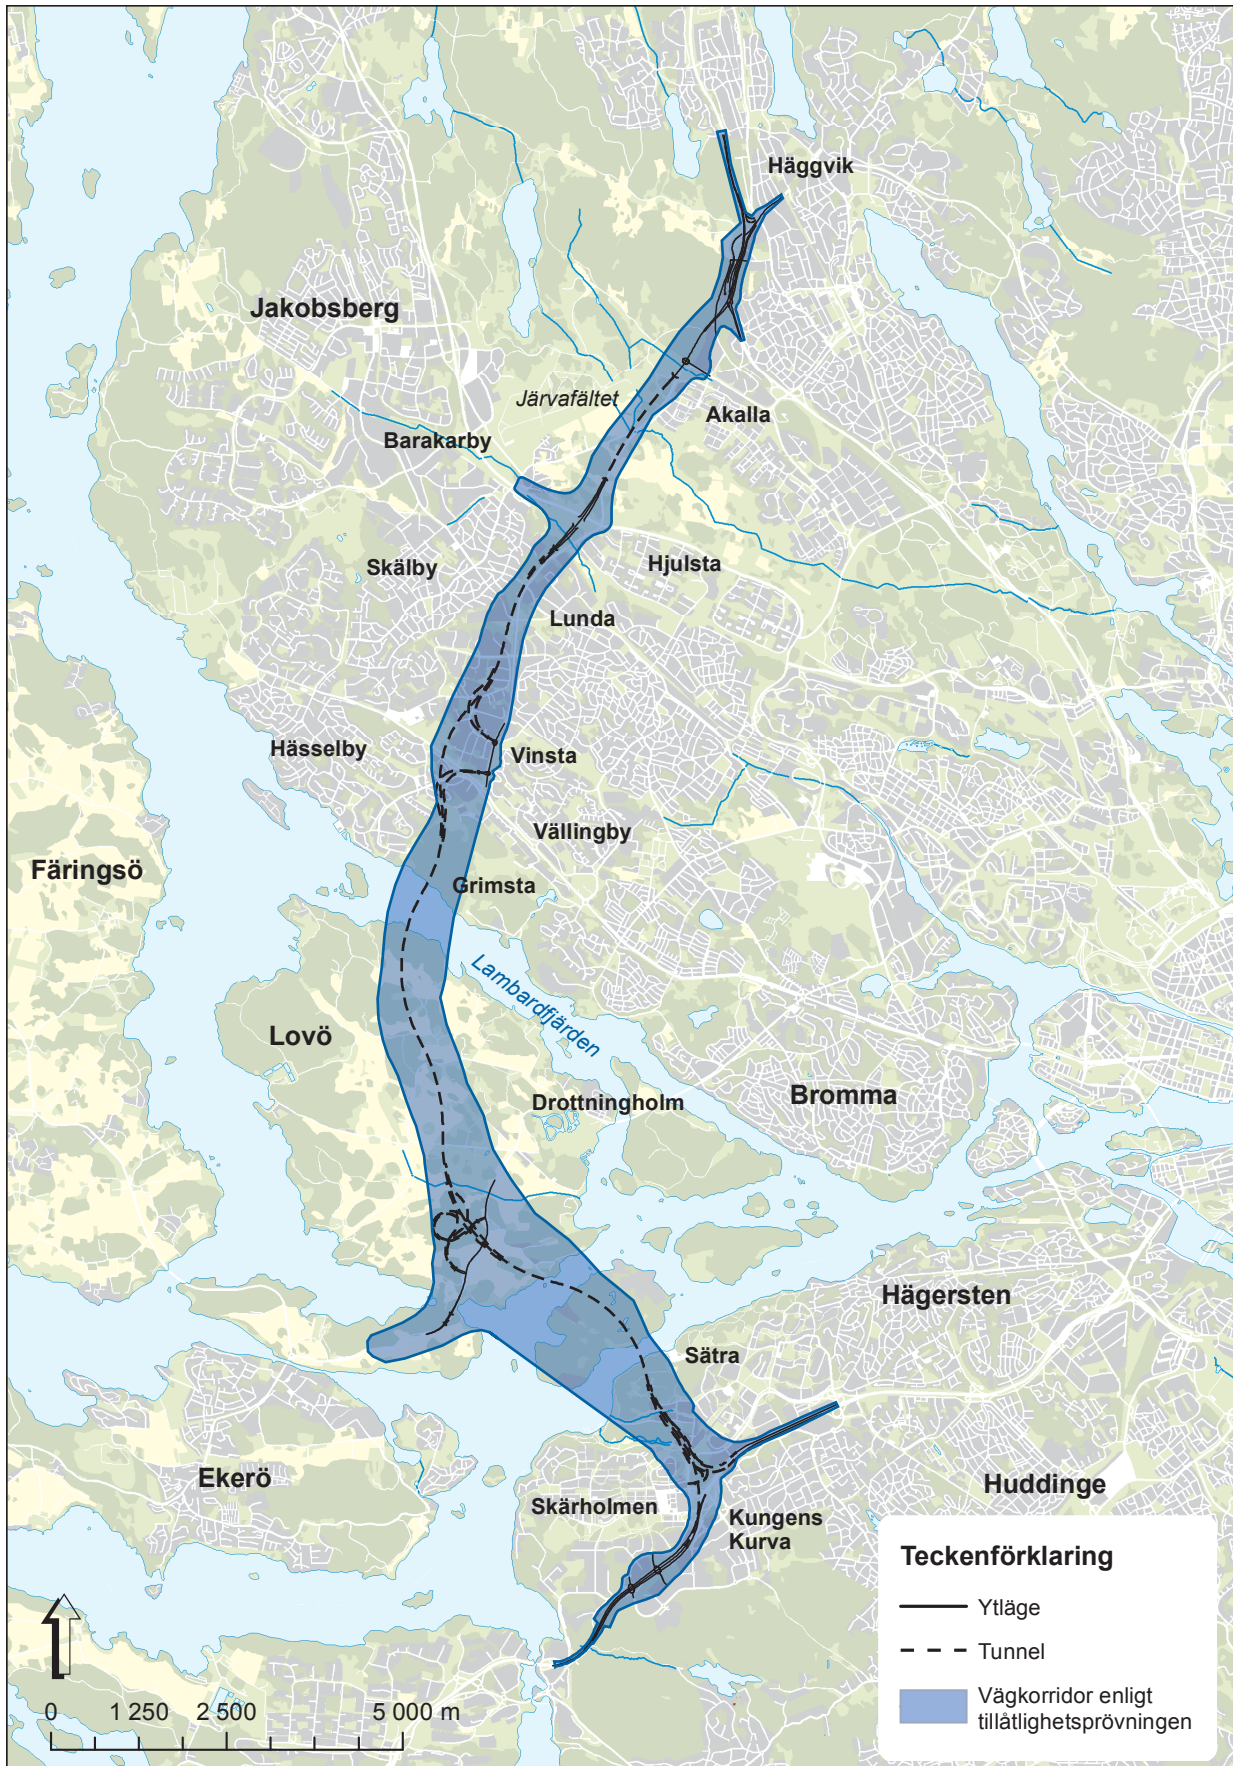 Häggvik
Jakobsberg
Järvafältet
Akalla
Barakarby
Skälby
Hjulsta
Lunda
Hässelby
Vinsta
Vällingby
Färingsö
Grimsta
Lambardfjärden
Lovö
Drottningholm
Bromma
Hägersten
Sätra
Ekerö
Huddinge
Skärholmen
Kungens
Kurva
Teckenförklaring
Ytläge
Tunnel
Vägkorridor enligt
tillåtlighetsprövningen
0 1 250 2 500 5 000 m